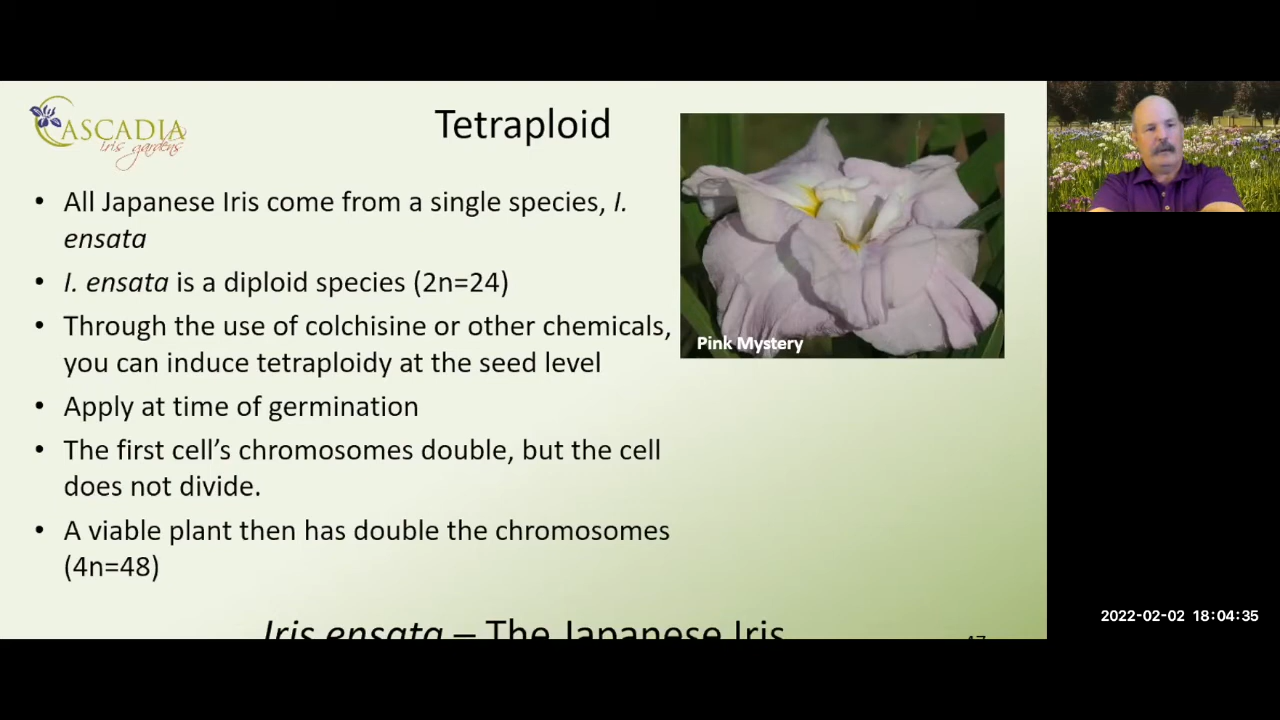 CASCADIA
iris gardens
Tetraploid
• All Japanese Iris come from a single species, I.
ensata
• I. ensata is a diploid species (2n=24)
• Through the use of colchisine or other chemicals,
you can induce tetraploidy at the seed level
• Apply at time of germination
• The first cell's chromosomes double, but the cell
does not divide.
• A viable plant then has double the chromosomes
(4n=48)
Pink Mystery
Iris ensata – The Japanese Iris
2022-02-02 18:04:35